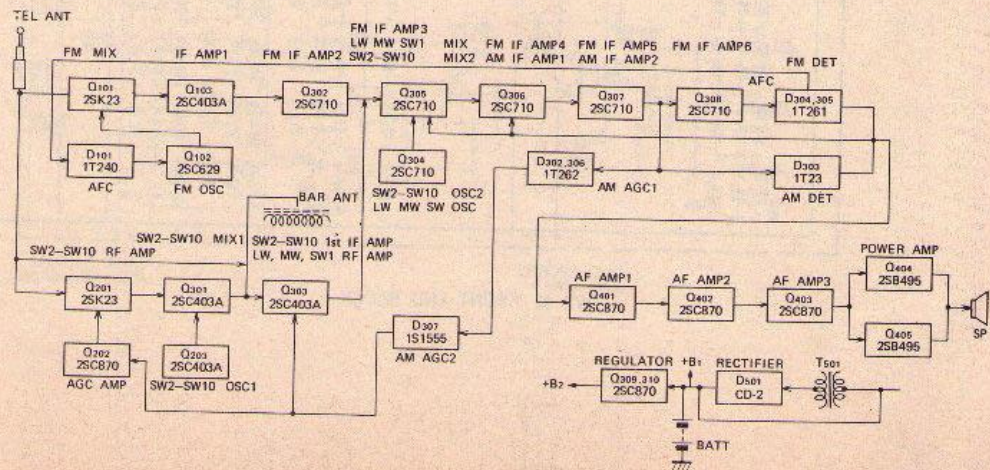 TEL ANT
FM IF AMP3
LW MW SW1 MIX FM IF AMP4 FM IF AMP5 FM IF AMP6
FM MIX IF AMP1 FM IF AMP2 SW2-SW10 MIX2 AM IF AMP1 AM IF AMP2
FM DET
AFC
Q101
2SK23
Q103
2SC403A
Q302
2SC710
Q305
2SC710
Q306
2SC710
Q307
2SC710
Q308
2SC710
D304,305
1T261
D101
1T240
AFC
Q102
2SC629
FM OSC
Q304
2SC710
SW2-SW10 OSC2
LW MW SW OSC
D302,306
1T262
AM AGC1
D303
1T23
AM DET
BAR ANT
SW2-SW10 MIX1
SW2-SW10 1st IF AMP
LW, MW, SW1 RF AMP
SW2-SW10 RF AMP
Q201
2SK23
Q301
2SC403A
Q303
2SC403A
Q202
2SC870
AGC AMP
Q203
2SC403A
SW2-SW10 OSC1
D307
1S1555
AM AGC2
AF AMP1
Q401
2SC870
AF AMP2
Q402
2SC870
AF AMP3
Q403
2SC870
POWER AMP
Q404
2SB495
Q405
2SB495
SP
REGULATOR
Q309,310
2SC870
+B2
+B1
RECTIFIER
D501
CD-2
T501
BATT